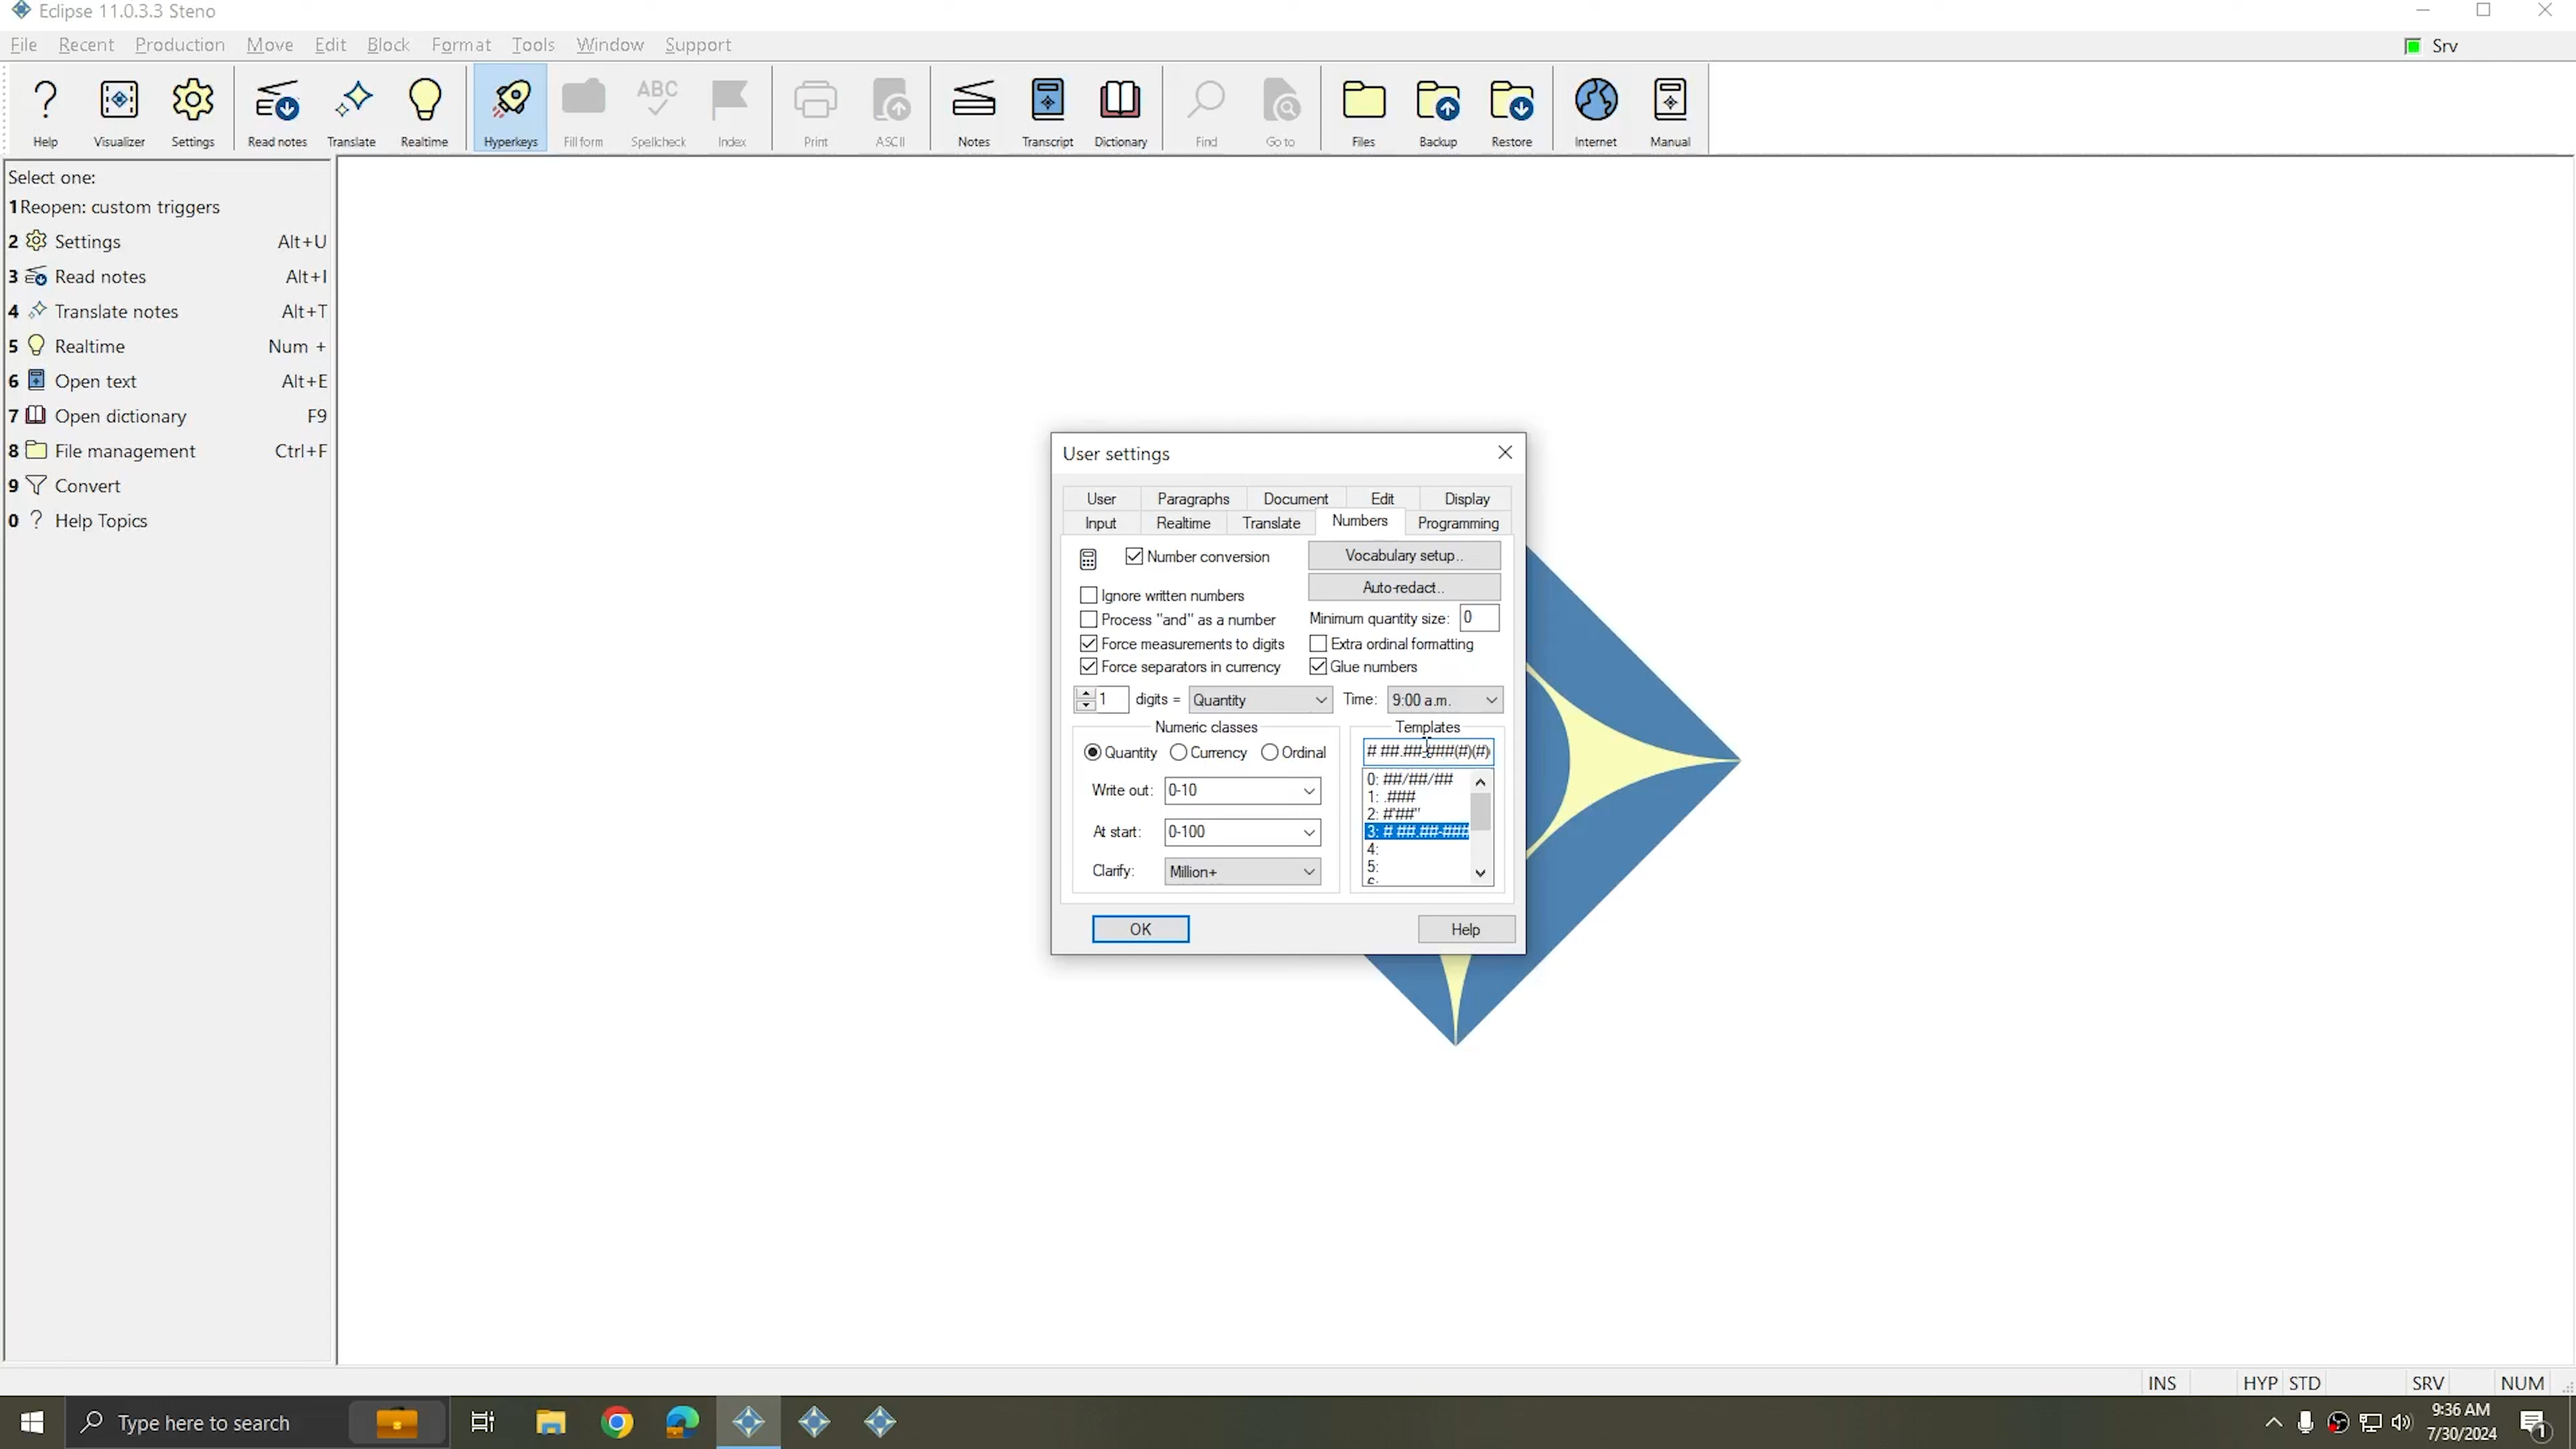 Eclipse 11.0.3.3 Steno
File Recent Production Move Edit Block Format Tools Window Support
Srv
Help Visualizer Settings Read notes Translate Realtime Hyperkeys Fill form Spellcheck Index Print ASCII Notes Transcript Dictionary Find Go to Files Backup Restore Internet Manual
ABC
Select one:
1Reopen: custom triggers
2 Settings Alt+U
3 Read notes Alt+I
4 Translate notes Alt+T
5 Realtime Num +
6 Open text Alt+E
7 Open dictionary F9
8 File management Ctrl+F
9 Convert
0 ? Help Topics
User settings
User Paragraphs Document Edit Display
Input Realtime Translate Numbers Programming
Number conversion Vocabulary setup..
Auto-redact..
Ignore written numbers
Process "and" as a number Minimum quantity size: 0
Force measurements to digits Extra ordinal formatting
Force separators in currency Glue numbers
1 digits = Quantity Time: 9:00 a.m.
Numeric classes Templates
Quantity Currency Ordinal # ##.##-###(#)(#)
Write out: 0-10
At start: 0-100
Clarify: Million+
0: ##/##/##
1: .###
2: #'##"
3: # ##.##-###
4:
5:
6:
OK Help
INS HYP STD SRV NUM
Type here to search
9:36 AM
7/30/2024
1